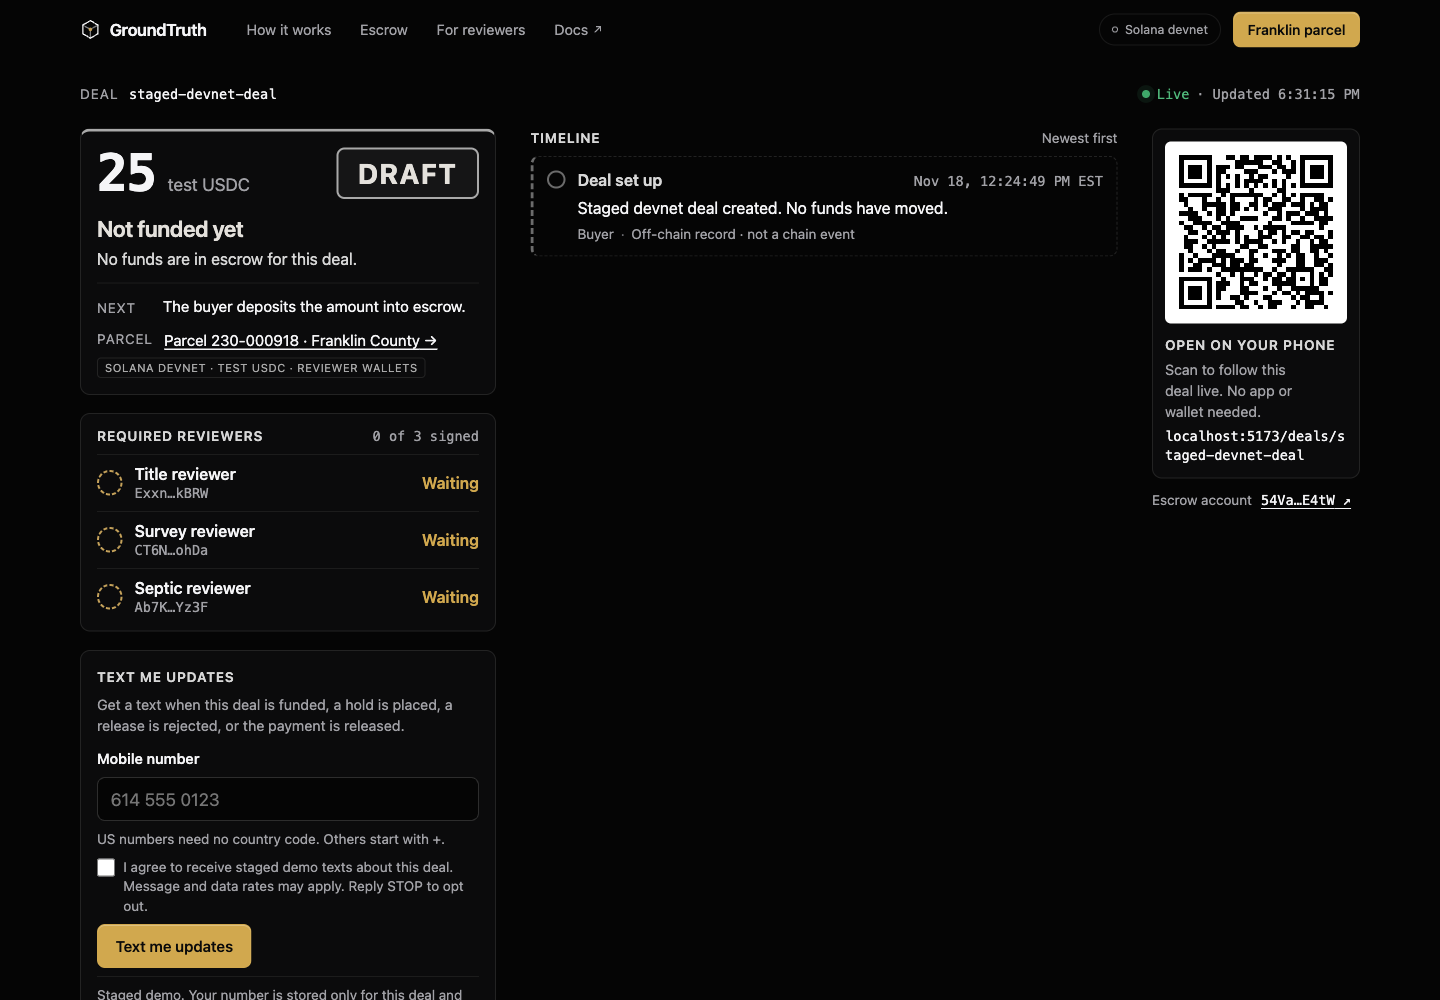 GroundTruth
How it works
Escrow
For reviewers
Docs ↗
Solana devnet
Franklin parcel
DEAL staged-devnet-deal
Live · Updated 6:31:15 PM
25 test USDC
DRAFT
Not funded yet
No funds are in escrow for this deal.
NEXT The buyer deposits the amount into escrow.
PARCEL Parcel 230-000918 · Franklin County →
SOLANA DEVNET · TEST USDC · REVIEWER WALLETS
REQUIRED REVIEWERS 0 of 3 signed
Title reviewer
Exxn…kBRW
Waiting
Survey reviewer
CT6N…ohDa
Waiting
Septic reviewer
Ab7K…Yz3F
Waiting
TEXT ME UPDATES
Get a text when this deal is funded, a hold is placed, a
release is rejected, or the payment is released.
Mobile number
614 555 0123
US numbers need no country code. Others start with +.
I agree to receive staged demo texts about this deal.
Message and data rates may apply. Reply STOP to opt
out.
Text me updates
Staged demo. Your number is stored only for this deal and
TIMELINE
Newest first
Deal set up
Nov 18, 12:24:49 PM EST
Staged devnet deal created. No funds have moved.
Buyer · Off-chain record · not a chain event
OPEN ON YOUR PHONE
Scan to follow this
deal live. No app or
wallet needed.
localhost:5173/deals/s
taged-devnet-deal
Escrow account 54Va…E4tW ↗